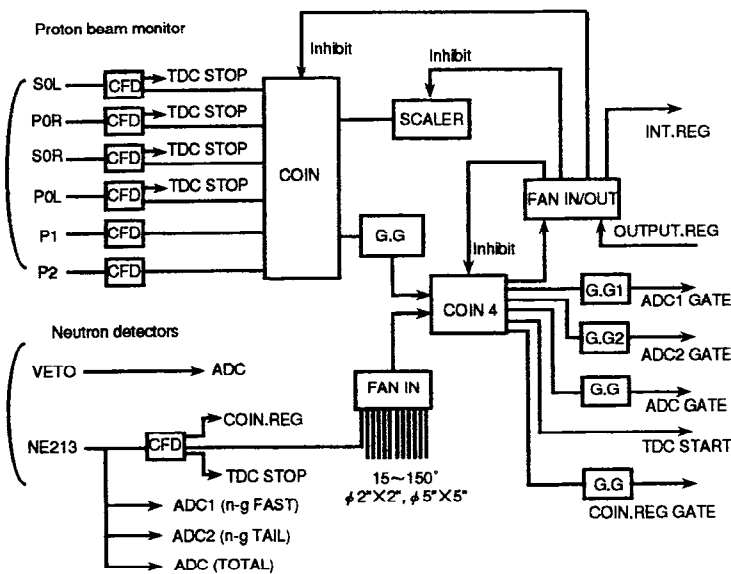 Proton beam monitor
S0L
CFD
TDC STOP
P0R
CFD
TDC STOP
S0R
CFD
TDC STOP
P0L
CFD
TDC STOP
P1
CFD
P2
CFD
COIN
Inhibit
Inhibit
SCALER
INT.REG
FAN IN/OUT
OUTPUT.REG
G.G
Inhibit
COIN 4
G.G1
ADC1 GATE
G.G2
ADC2 GATE
G.G
ADC GATE
TDC START
G.G
COIN.REG GATE
Neutron detectors
VETO
ADC
FAN IN
COIN.REG
NE213
CFD
TDC STOP
15～150°
ϕ2"X2", ϕ5"X5"
ADC1 (n-g FAST)
ADC2 (n-g TAIL)
ADC (TOTAL)